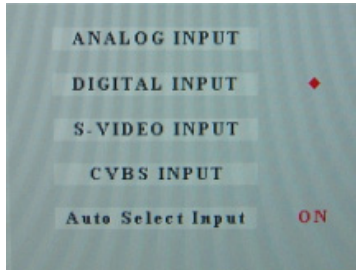 ANALOG INPUT
DIGITAL INPUT
S-VIDEO INPUT
CVBS INPUT
Auto Select Input ON